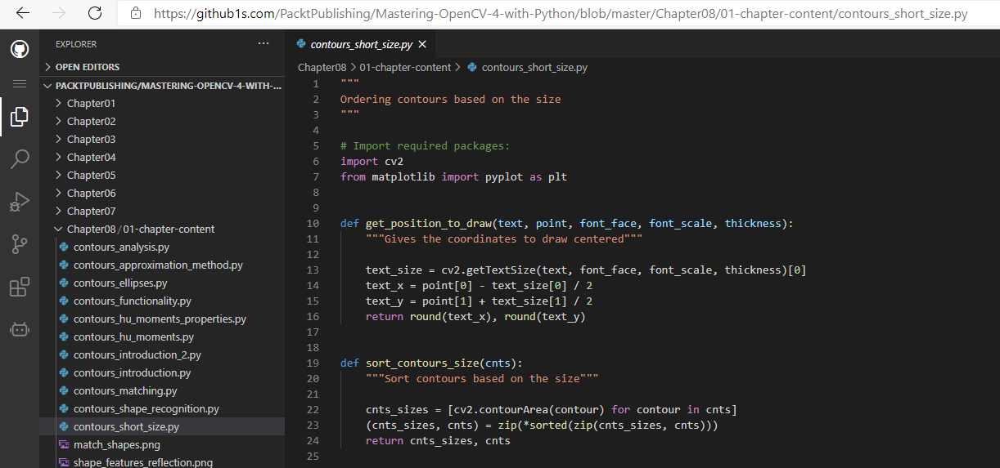 https://github1s.com/PacktPublishing/Mastering-OpenCV-4-with-Python/blob/master/Chapter08/01-chapter-content/contours_short_size.py
EXPLORER
...
OPEN EDITORS
PACKTPUBLISHING/MASTERING-OPENCV-4-WITH-...
Chapter01
Chapter02
Chapter03
Chapter04
Chapter05
Chapter06
Chapter07
Chapter08/01-chapter-content
contours_analysis.py
contours_approximation_method.py
contours_ellipses.py
contours_functionality.py
contours_hu_moments_properties.py
contours_hu_moments.py
contours_introduction_2.py
contours_introduction.py
contours_matching.py
contours_shape_recognition.py
contours_short_size.py
match_shapes.png
shape_features_reflection.png
contours_short_size.py
Chapter08 > 01-chapter-content > contours_short_size.py
1 """
2 Ordering contours based on the size
3 """
4
5 # Import required packages:
6 import cv2
7 from matplotlib import pyplot as plt
8
9
10 def get_position_to_draw(text, point, font_face, font_scale, thickness):
11     """Gives the coordinates to draw centered"""
12
13     text_size = cv2.getTextSize(text, font_face, font_scale, thickness)[0]
14     text_x = point[0] - text_size[0] / 2
15     text_y = point[1] + text_size[1] / 2
16     return round(text_x), round(text_y)
17
18
19 def sort_contours_size(cnts):
20     """Sort contours based on the size"""
21
22     cnts_sizes = [cv2.contourArea(contour) for contour in cnts]
23     (cnts_sizes, cnts) = zip(*sorted(zip(cnts_sizes, cnts)))
24     return cnts_sizes, cnts
25